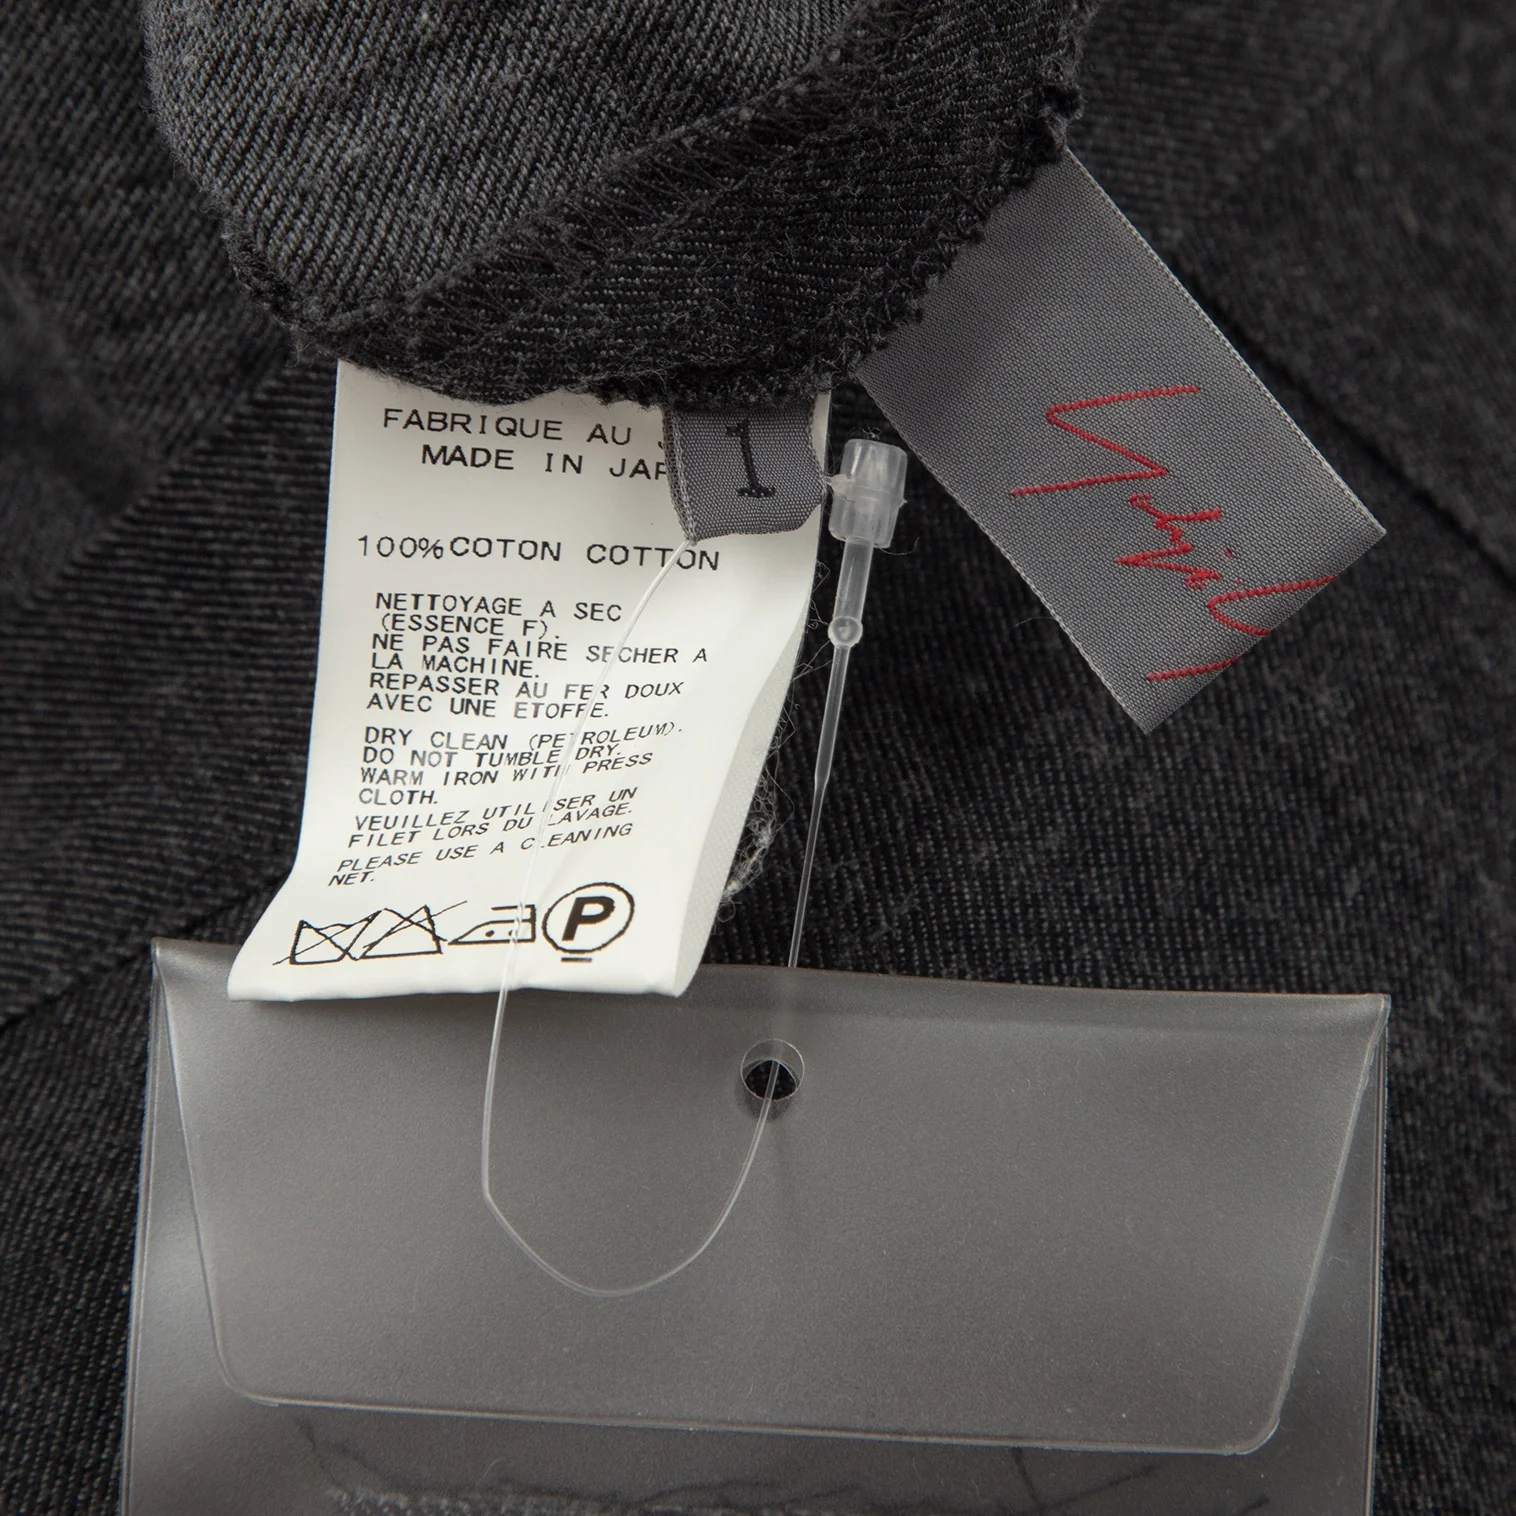 FABRIQUE AU
MADE IN JAP
1
100%COTON COTTON
NETTOYAGE A SEC
(ESSENCE F).
NE PAS FAIRE SECHER A
LA MACHINE.
REPASSER AU FER DOUX
AVEC UNE ETOFFE.
DRY CLEAN (PETROLEUM).
DO NOT TUMBLE DRY.
WARM IRON WITH PRESS
CLOTH.
VEUILLEZ UTILISER UN
FILET LORS DU LAVAGE.
PLEASE USE A CLEANING
NET.
P